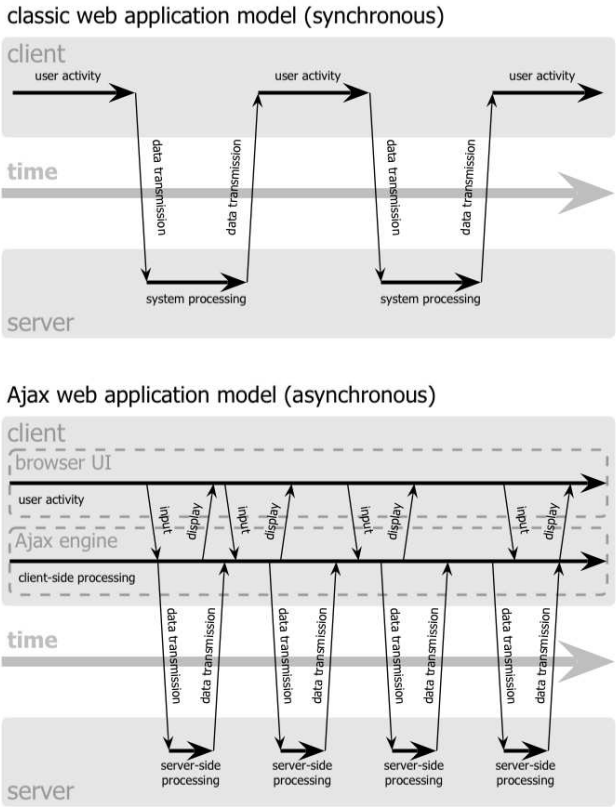 classic web application model (synchronous)
client
user activity
user activity
user activity
data transmission
data transmission
data transmission
data transmission
time
system processing
system processing
server
Ajax web application model (asynchronous)
client
browser UI
user activity
input
display
input
display
input
display
input
display
Ajax engine
client-side processing
data transmission
data transmission
data transmission
data transmission
data transmission
data transmission
data transmission
data transmission
time
server-side
processing
server-side
processing
server-side
processing
server-side
processing
server